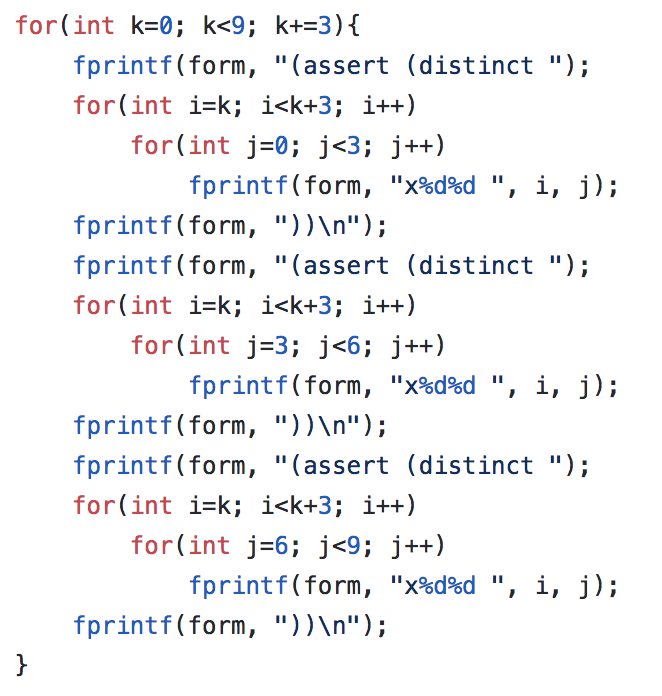 for(int k=0; k<9; k+=3){
    fprintf(form, "(assert (distinct ");
    for(int i=k; i<k+3; i++)
        for(int j=0; j<3; j++)
            fprintf(form, "x%d%d ", i, j);
    fprintf(form, "))\n");
    fprintf(form, "(assert (distinct ");
    for(int i=k; i<k+3; i++)
        for(int j=3; j<6; j++)
            fprintf(form, "x%d%d ", i, j);
    fprintf(form, "))\n");
    fprintf(form, "(assert (distinct ");
    for(int i=k; i<k+3; i++)
        for(int j=6; j<9; j++)
            fprintf(form, "x%d%d ", i, j);
    fprintf(form, "))\n");
}